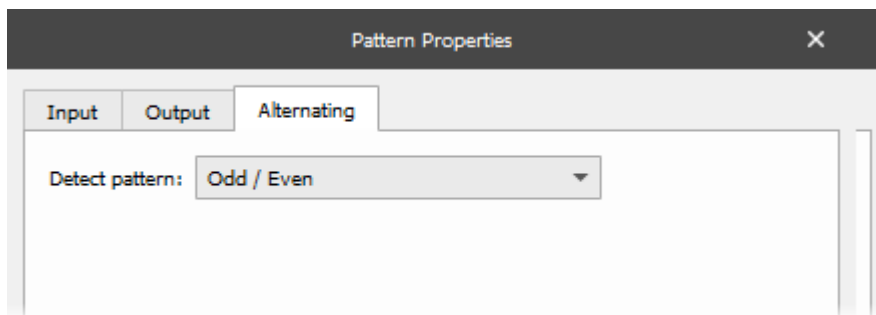 Pattern Properties
Input Output Alternating
Detect pattern: Odd / Even